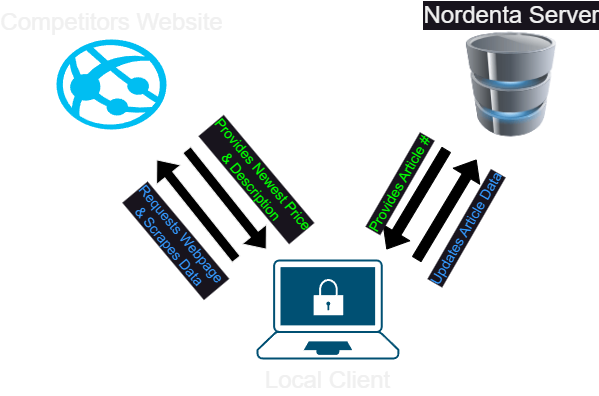 Competitors Website
Nordenta Server
Provides Newest Price
& Description
Requests Webpage
& Scrapes Data
Provides Article #
Updates Article Data
Local Client